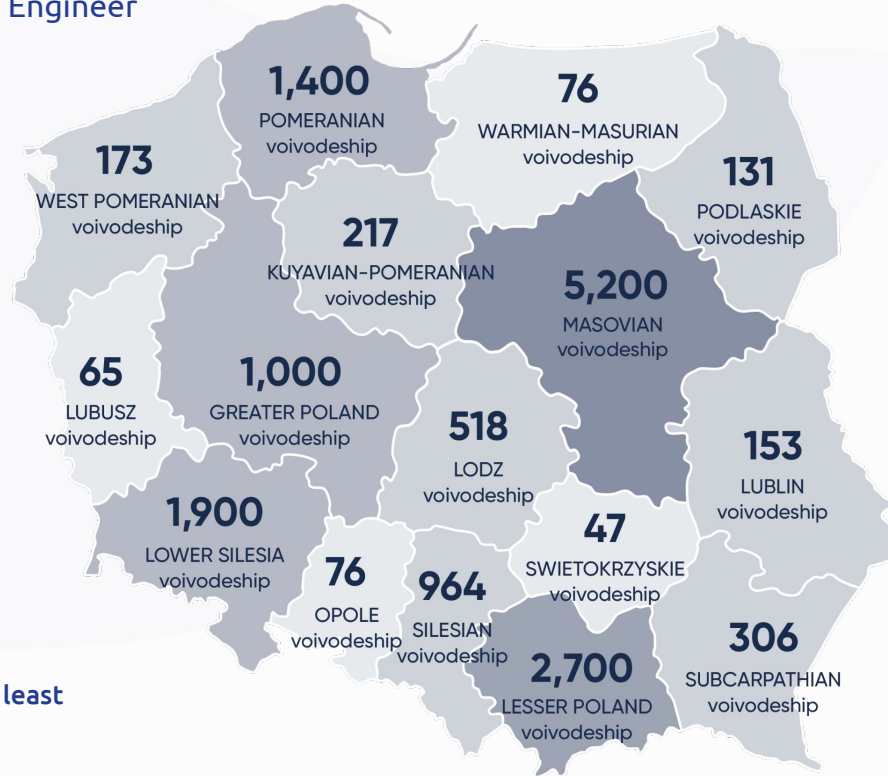 Engineer
1,400
POMERANIAN
voivodeship
76
WARMIAN-MASURIAN
voivodeship
173
WEST POMERANIAN
voivodeship
131
PODLASKIE
voivodeship
217
KUYAVIAN-POMERANIAN
voivodeship
5,200
MASOVIAN
voivodeship
65
LUBUSZ
voivodeship
1,000
GREATER POLAND
voivodeship
518
LODZ
voivodeship
153
LUBLIN
voivodeship
1,900
LOWER SILESIA
voivodeship
47
SWIETOKRZYSKIE
voivodeship
76
OPOLE
voivodeship
964
SILESIAN
voivodeship
306
SUBCARPATHIAN
voivodeship
2,700
LESSER POLAND
voivodeship
least